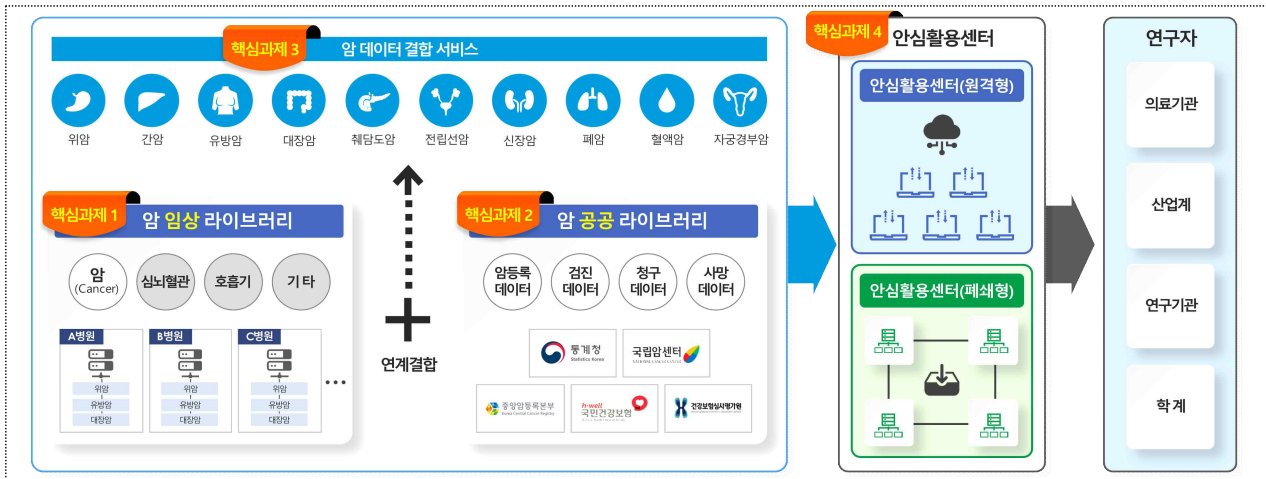 핵심과제 3
암 데이터 결합 서비스
위암
간암
유방암
대장암
췌담도암
전립선암
신장암
폐암
혈액암
자궁경부암
핵심과제 1
암 임상 라이브러리
암
(Cancer)
심뇌혈관
호흡기
기 타
A병원
위암
유방암
대장암
B병원
위암
유방암
대장암
C병원
위암
유방암
대장암
...
연계결합
핵심과제 2
암 공공 라이브러리
암등록
데이터
검진
데이터
청구
데이터
사망
데이터
통계청
Statistics Korea
국립암센터
중앙암등록본부
Korea Central Cancer Registry
h·well
국민건강보험
건강보험심사평가원
핵심과제 4
안심활용센터
안심활용센터(원격형)
안심활용센터(폐쇄형)
연구자
의료기관
산업계
연구기관
학 계